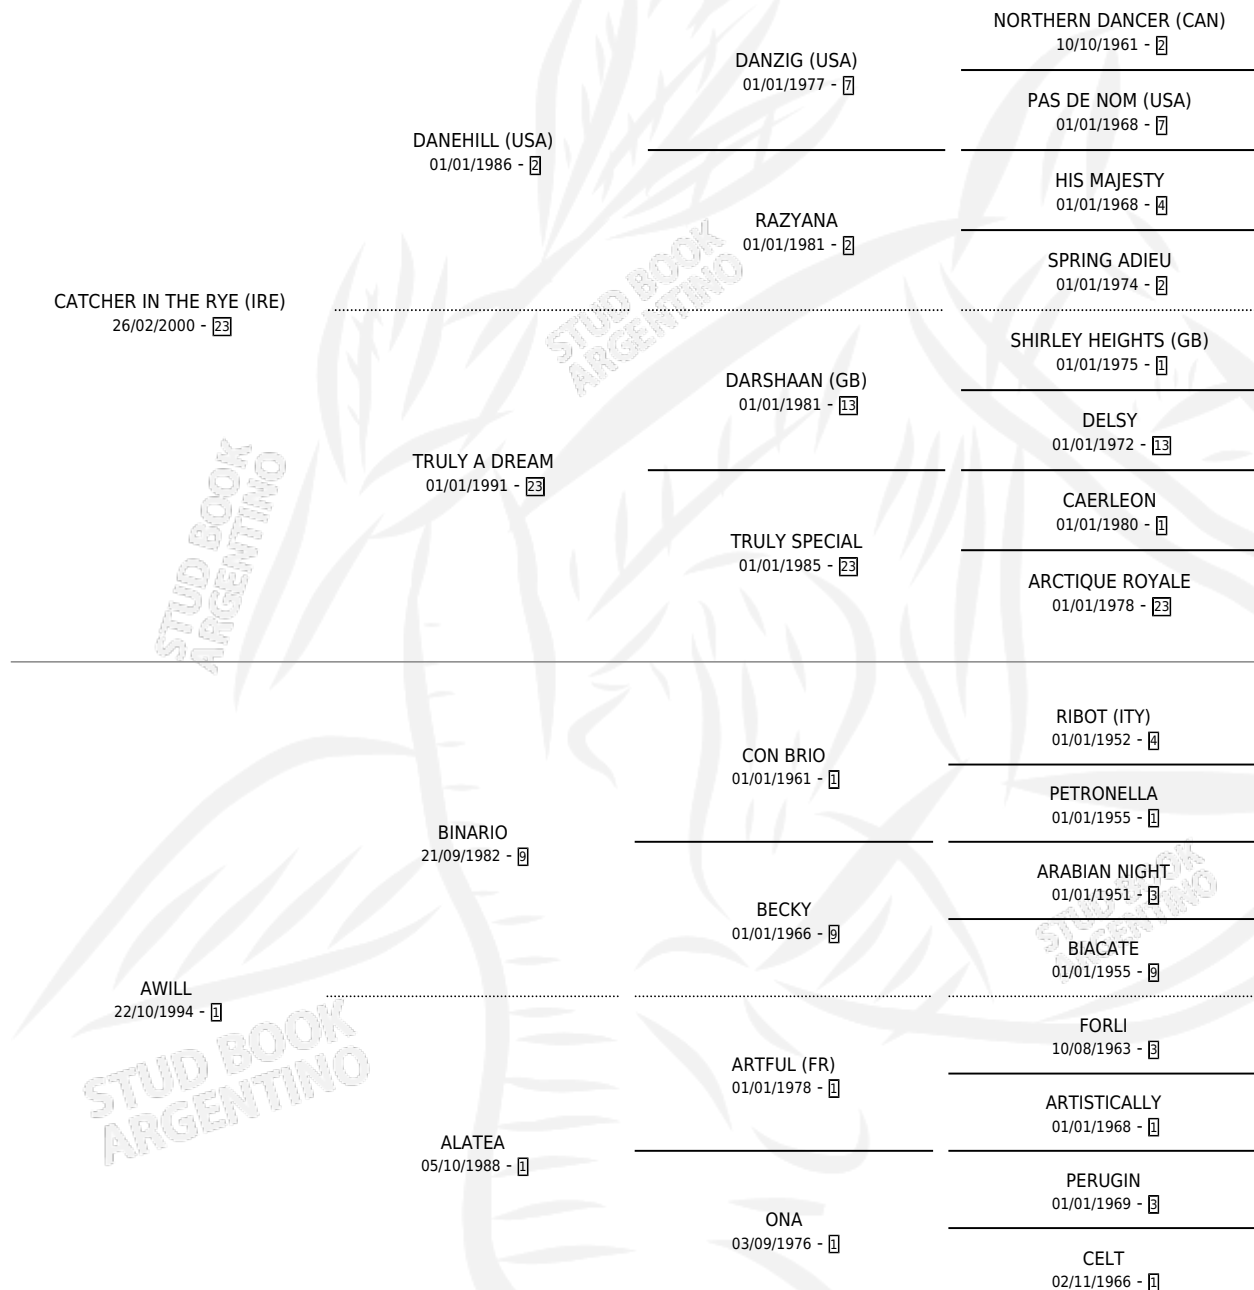 NORTHERN DANCER (CAN)
10/10/1961 - 2
DANZIG (USA)
01/01/1977 - 7
PAS DE NOM (USA)
01/01/1968 - 7
DANEHILL (USA)
01/01/1986 - 2
HIS MAJESTY
01/01/1968 - 4
RAZYANA
01/01/1981 - 2
SPRING ADIEU
01/01/1974 - 2
CATCHER IN THE RYE (IRE)
26/02/2000 - 23
SHIRLEY HEIGHTS (GB)
01/01/1975 - 1
DARSHAAN (GB)
01/01/1981 - 13
DELSY
01/01/1972 - 13
TRULY A DREAM
01/01/1991 - 23
CAERLEON
01/01/1980 - 1
TRULY SPECIAL
01/01/1985 - 23
ARCTIQUE ROYALE
01/01/1978 - 23
RIBOT (ITY)
01/01/1952 - 4
CON BRIO
01/01/1961 - 1
PETRONELLA
01/01/1955 - 1
BINARIO
21/09/1982 - 9
ARABIAN NIGHT
01/01/1951 - 3
BECKY
01/01/1966 - 9
BIACATE
01/01/1955 - 9
AWILL
22/10/1994 - 1
FORLI
10/08/1963 - 3
ARTFUL (FR)
01/01/1978 - 1
ARTISTICALLY
01/01/1968 - 1
ALATEA
05/10/1988 - 1
PERUGIN
01/01/1969 - 3
ONA
03/09/1976 - 1
CELT
02/11/1966 - 1
STUD BOOK
ARGENTINO
STUD BOOK
ARGENTINO
STUD BOOK
ARGENTINO
STUD BOOK
ARGENTINO